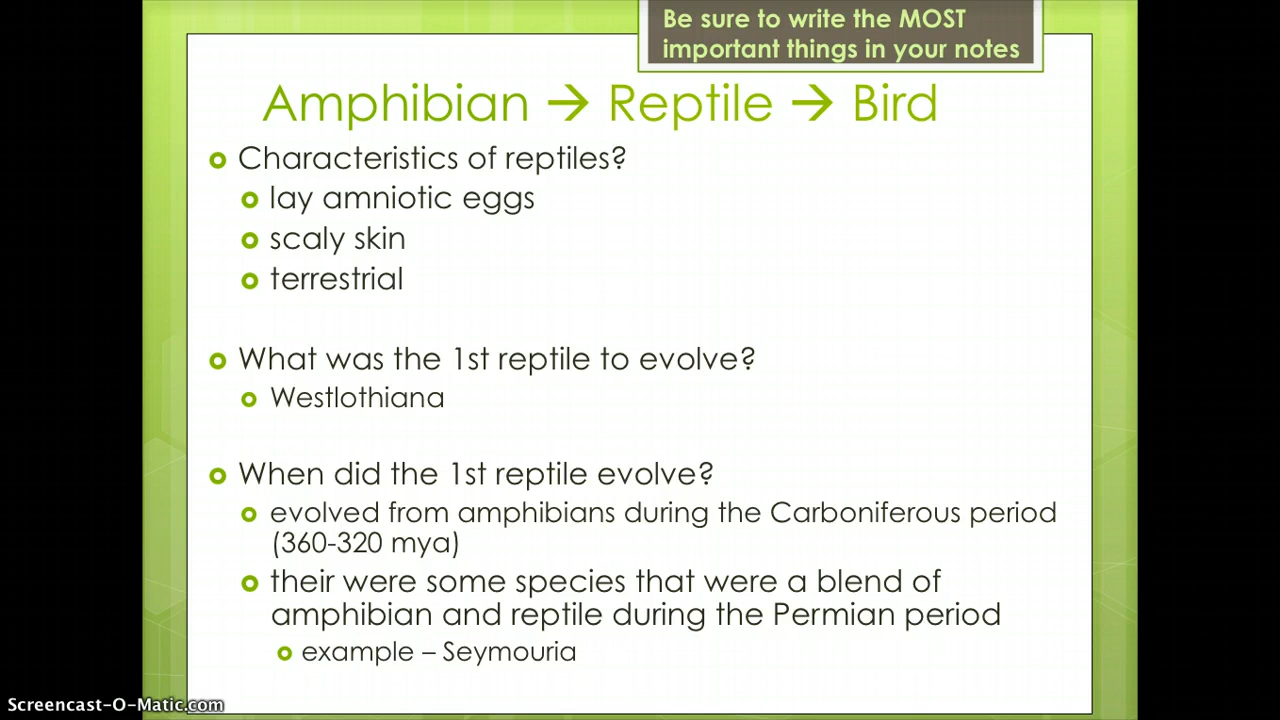 Be sure to write the MOST
important things in your notes
Amphibian → Reptile → Bird
Characteristics of reptiles?
lay amniotic eggs
scaly skin
terrestrial
What was the 1st reptile to evolve?
Westlothiana
When did the 1st reptile evolve?
evolved from amphibians during the Carboniferous period
(360-320 mya)
their were some species that were a blend of
amphibian and reptile during the Permian period
example – Seymouria
Screencast-O-Matic.com